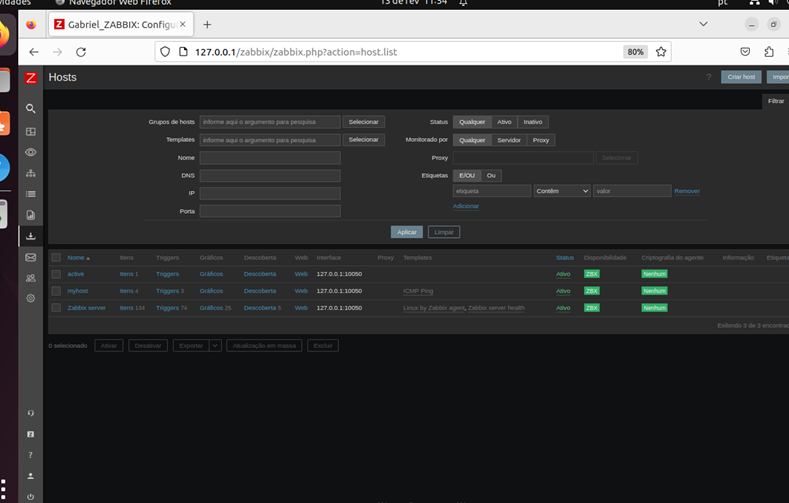 Navegador Web Firefox
13 de fev 11:54
pt
Gabriel_ZABBIX: Configu
127.0.0.1/zabbix/zabbix.php?action=host.list
80%
Hosts
?
Criar host
Impor
Filtrar
Grupos de hosts
informe aqui o argumento para pesquisa
Selecionar
Status
Qualquer
Ativo
Inativo
Templates
informe aqui o argumento para pesquisa
Selecionar
Monitorado por
Qualquer
Servidor
Proxy
Nome
Proxy
Selecionar
DNS
Etiquetas
E/OU
Ou
IP
etiqueta
Contêm
valor
Remover
Porta
Adicionar
Aplicar
Limpar
Nome Itens Triggers Gráficos Descoberta Web Interface Proxy Templates Status Disponibilidade Criptografia do agente Informação Etiqueta
active Itens 1 Triggers Gráficos Descoberta Web 127.0.0.1:10050 Ativo ZBX Nenhum
myhost Itens 4 Triggers 3 Gráficos Descoberta Web 127.0.0.1:10050 ICMP Ping Ativo ZBX Nenhum
Zabbix server Itens 134 Triggers 74 Gráficos 25 Descoberta 5 Web 127.0.0.1:10050 Linux by Zabbix agent, Zabbix server health Ativo ZBX Nenhum
Exibindo 3 de 3 encontra
0 selecionado
Ativar
Desativar
Exportar
Atualização em massa
Excluir